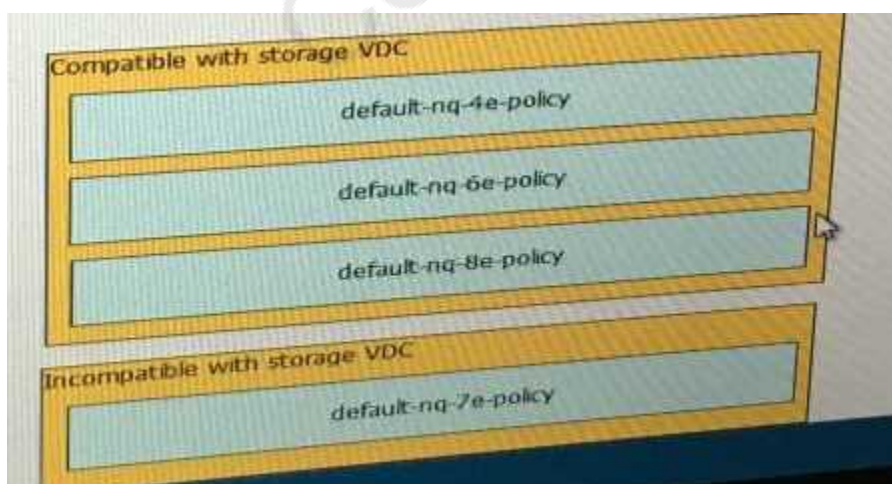 Compatible with storage VDC
default-nq-4e-policy
default-nq-6e-policy
default-nq-8e-policy
Incompatible with storage VDC
default-nq-7e-policy